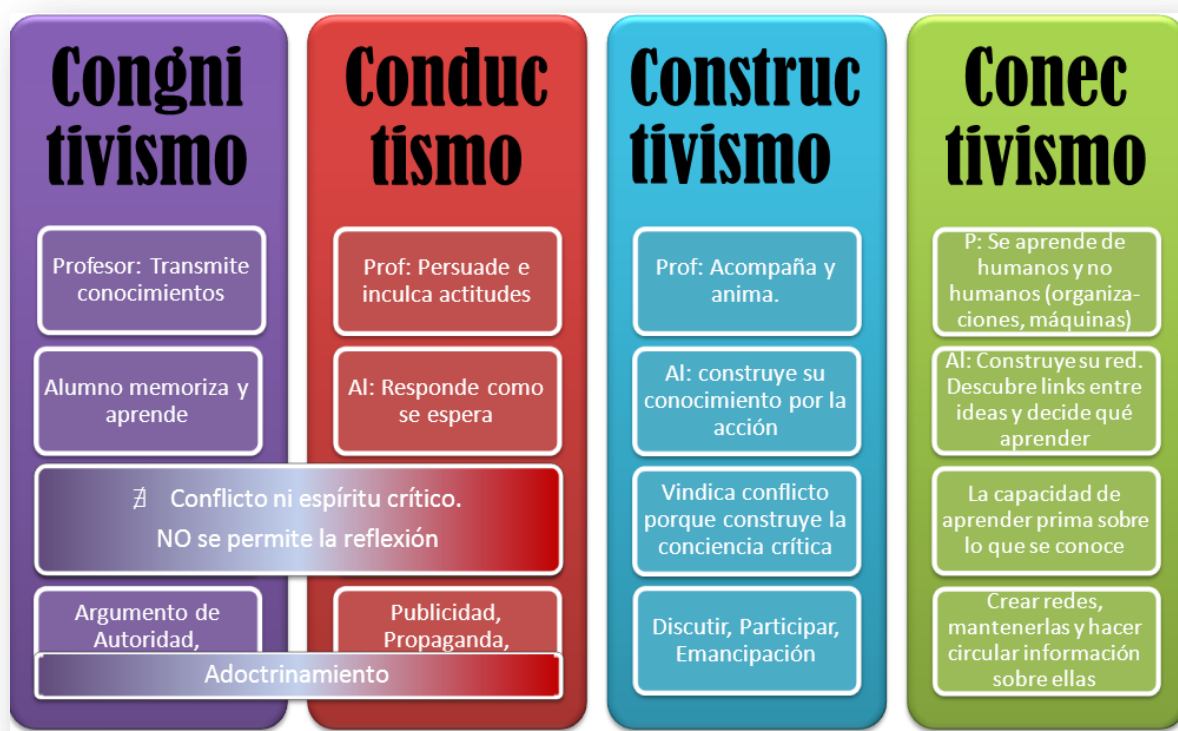 Congni
tivismo
Profesor: Transmite
conocimientos
Alumno memoriza y
aprende
Conduc
tismo
Prof: Persuade e
inculca actitudes
Al: Responde como
se espera
∄ Conflicto ni espíritu crítico.
NO se permite la reflexión
Argumento de
Autoridad,
Publicidad,
Propaganda,
Adoctrinamiento
Construc
tivismo
Prof: Acompaña y
anima.
Al: construye su
conocimiento por la
acción
Vindica conflicto
porque construye la
conciencia crítica
Discutir, Participar,
Emancipación
Conec
tivismo
P: Se aprende de
humanos y no
humanos (organiza-
ciones, máquinas)
Al: Construye su red.
Descubre links entre
ideas y decide qué
aprender
La capacidad de
aprender prima sobre
lo que se conoce
Crear redes,
mantenerlas y hacer
circular información
sobre ellas